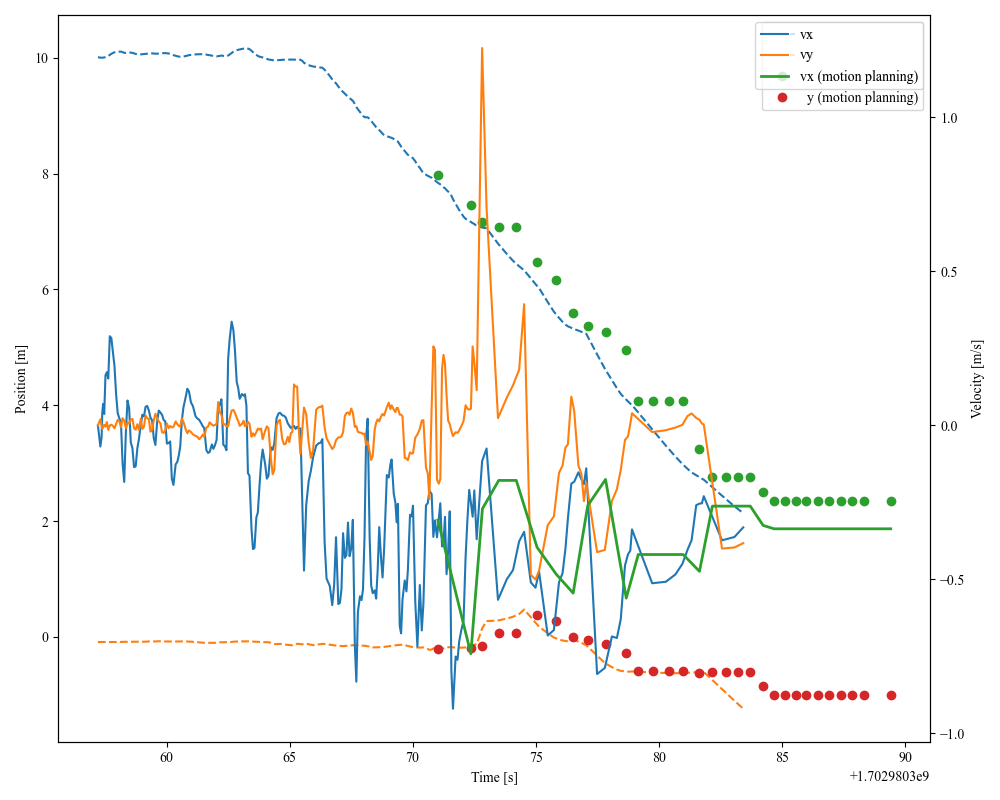 vx
vy
vx (motion planning)
y (motion planning)
10
8
6
4
2
0
Position [m]
1.0
0.5
0.0
−0.5
−1.0
Velocity [m/s]
60
65
70
75
80
85
90
Time [s]
+1.7029803e9